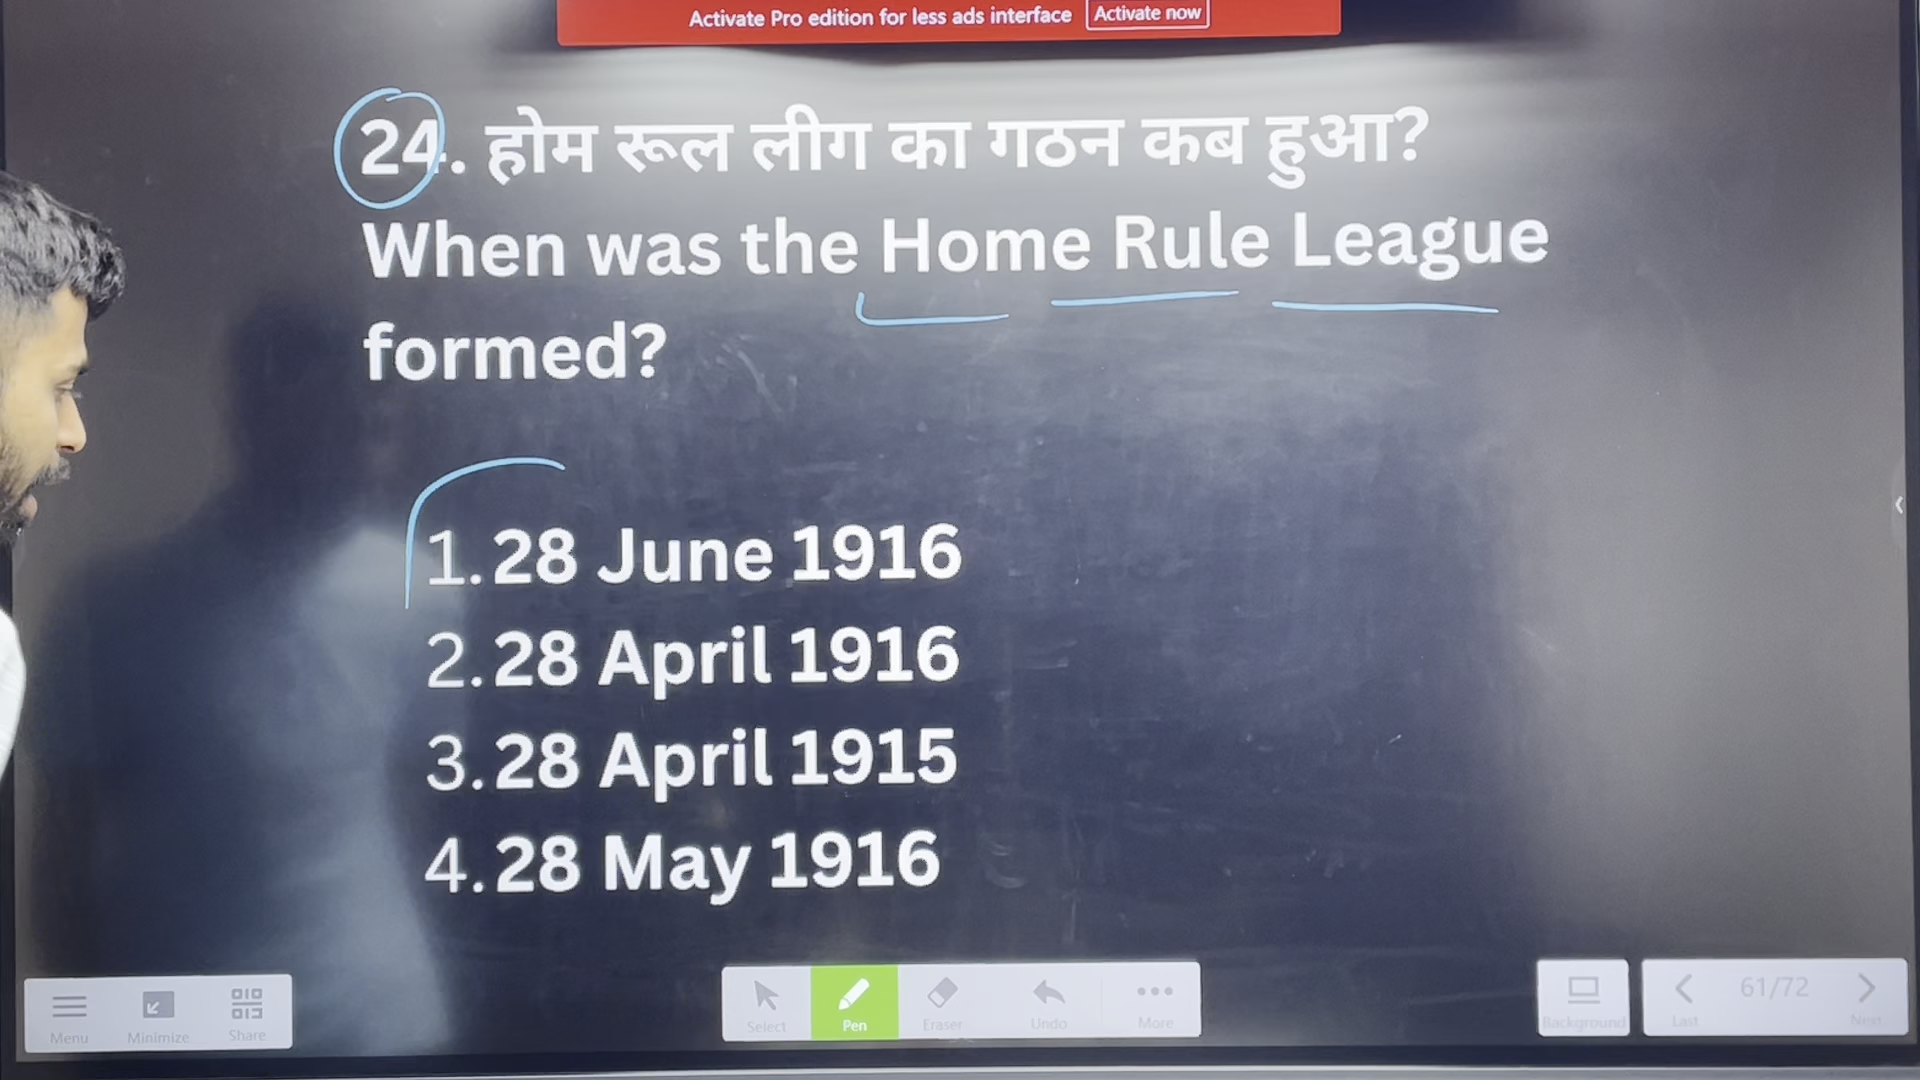 Activate Pro edition for less ads interface Activate now
24. होम रूल लीग का गठन कब हुआ?
When was the Home Rule League
formed?
1. 28 June 1916
2. 28 April 1916
3. 28 April 1915
4. 28 May 1916
Menu Minimize Share Select Pen Eraser Undo More Background Last 61/72 Next